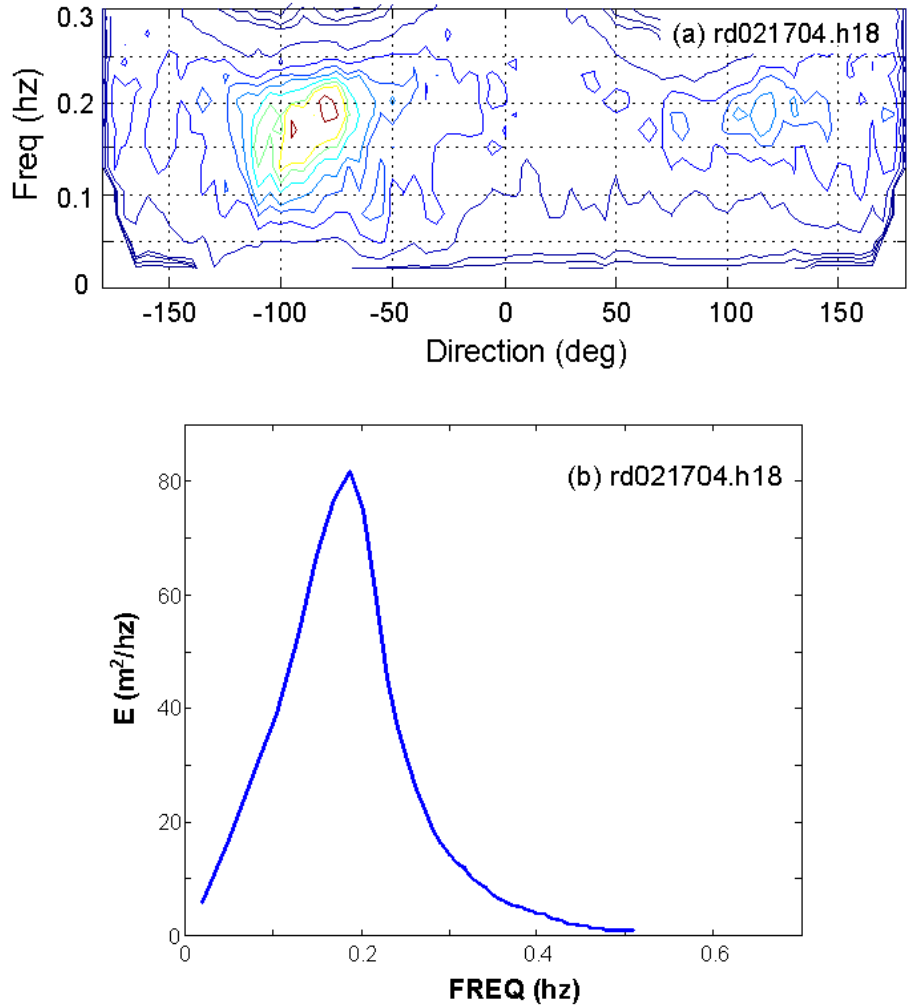 0.3
(a) rd021704.h18
0.2
Freq (hz)
0.1
0
-150 -100 -50 0 50 100 150
Direction (deg)
(b) rd021704.h18
80
60
E (m²/hz)
40
20
0
0 0.2 0.4 0.6
FREQ (hz)